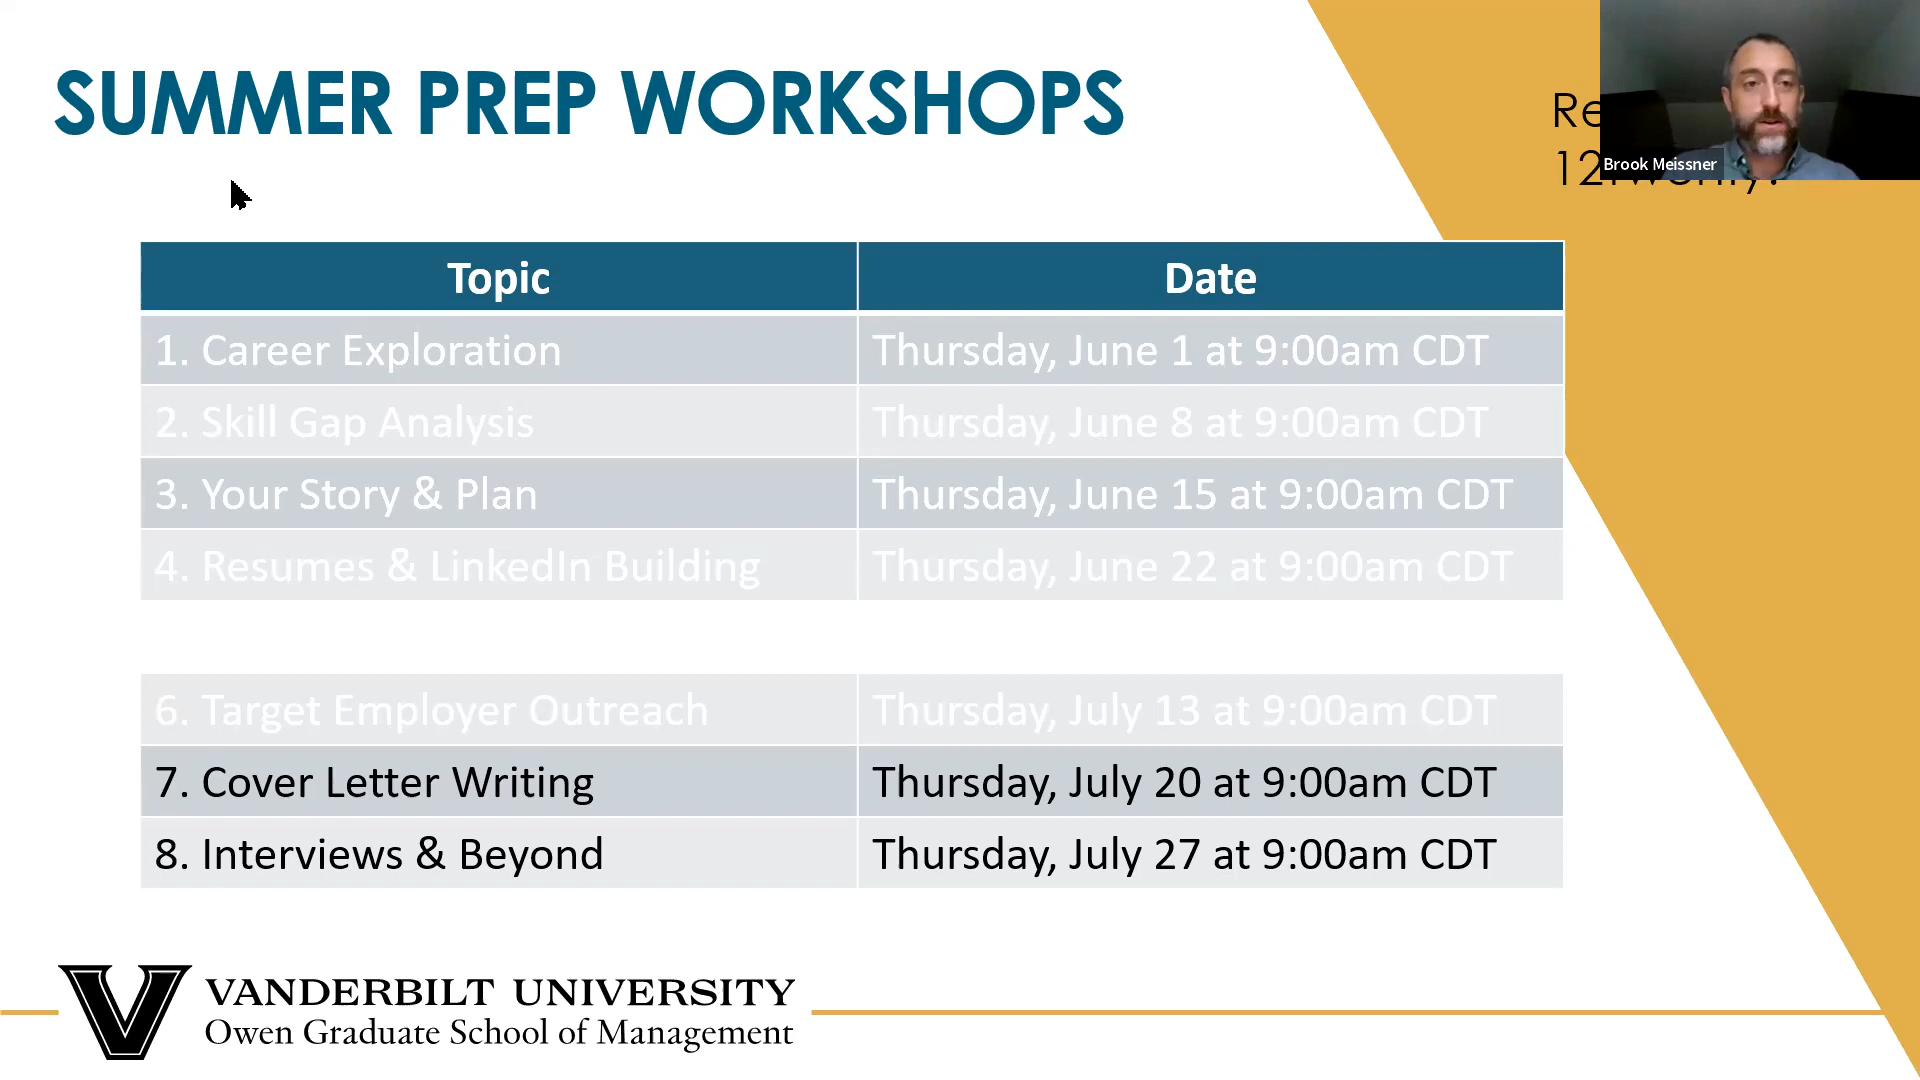 SUMMER PREP WORKSHOPS
Brook Meissner
Topic Date
1. Career Exploration Thursday, June 1 at 9:00am CDT
2. Skill Gap Analysis Thursday, June 8 at 9:00am CDT
3. Your Story & Plan Thursday, June 15 at 9:00am CDT
4. Resumes & LinkedIn Building Thursday, June 22 at 9:00am CDT
6. Target Employer Outreach Thursday, July 13 at 9:00am CDT
7. Cover Letter Writing Thursday, July 20 at 9:00am CDT
8. Interviews & Beyond Thursday, July 27 at 9:00am CDT
VANDERBILT UNIVERSITY
Owen Graduate School of Management